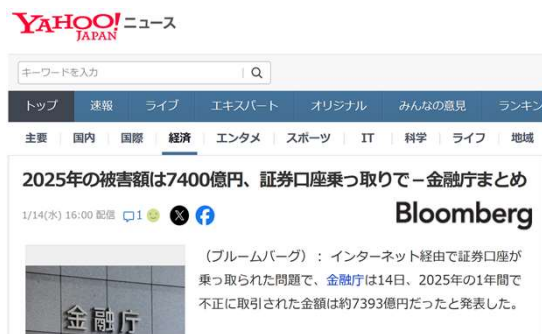 YAHOO! ニュース
JAPAN
キーワードを入力
トップ 速報 ライブ エキスパート オリジナル みんなの意見 ランキン
主要 国内 国際 経済 エンタメ スポーツ IT 科学 ライフ 地域
2025年の被害額は7400億円、証券口座乗っ取りで－金融庁まとめ
1/14(水) 16:00 配信 1
Bloomberg
（ブルームバーグ）： インターネット経由で証券口座が
乗っ取られた問題で、金融庁は14日、2025年の1年間で
不正に取引された金額は約7393億円だったと発表した。
金融庁